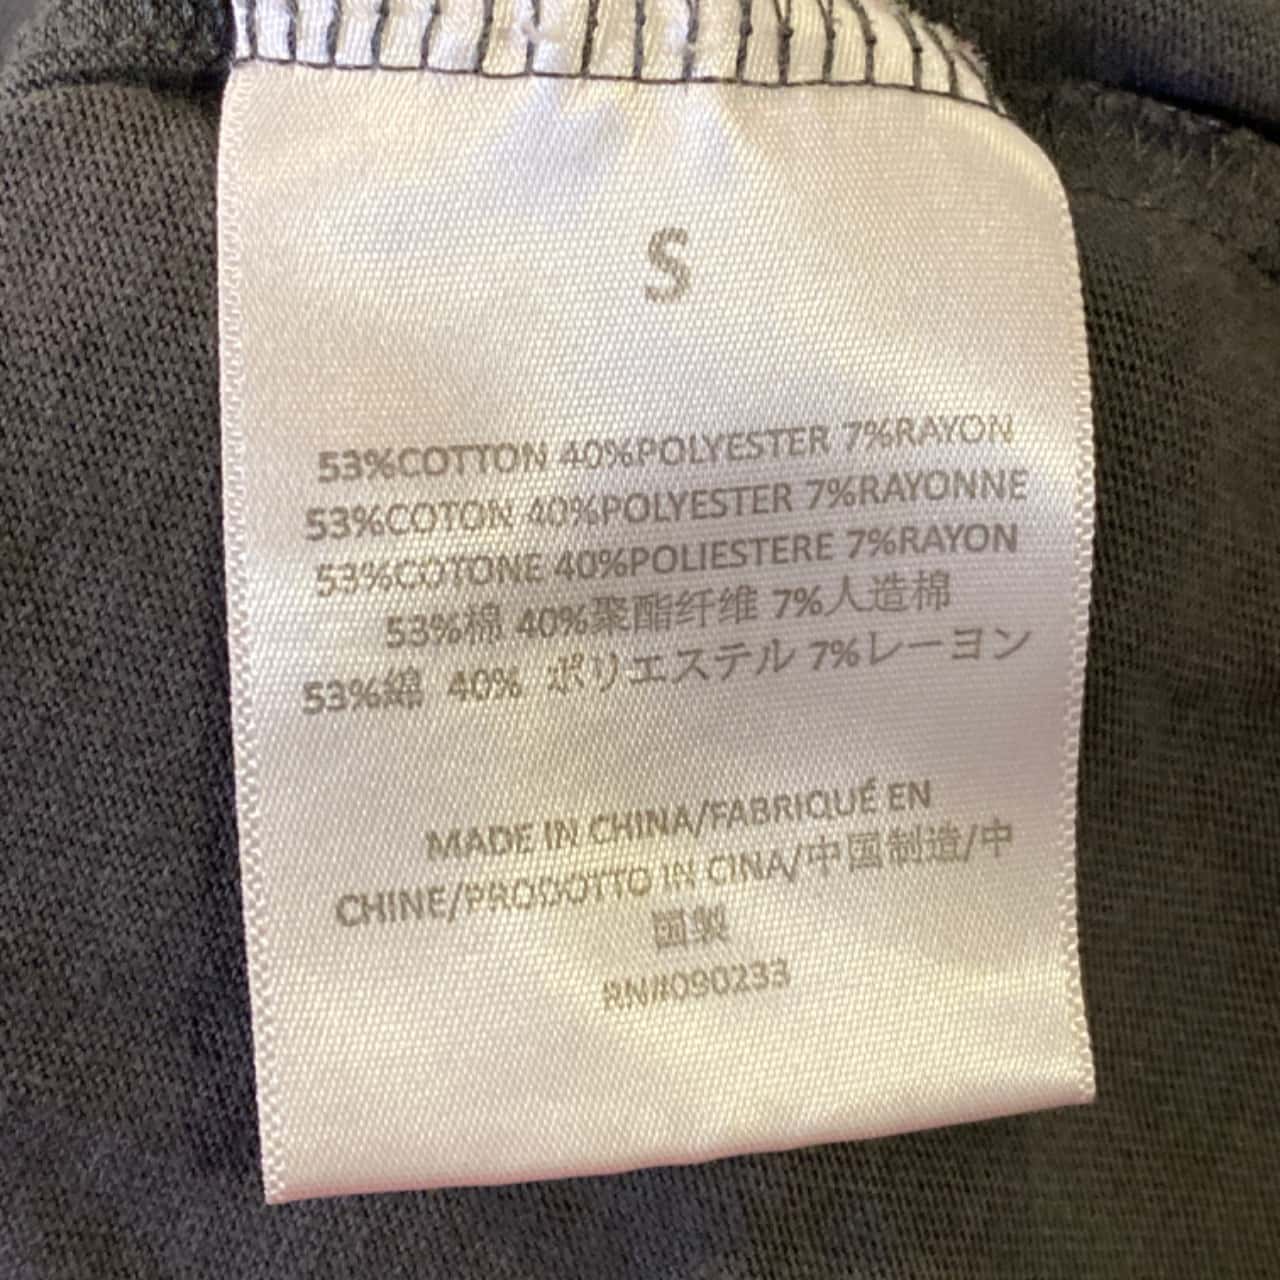 S
53%COTTON 40%POLYESTER 7%RAYON
53%COTON 40%POLYESTER 7%RAYONNE
53%COTONE 40%POLIESTERE 7%RAYON
53%棉 40%聚酯纤维 7%人造棉
53%綿 40% ポリエステル 7%レーヨン
MADE IN CHINA/FABRIQUÉ EN
CHINE/PRODOTTO IN CINA/中国制造/中
国製
RN#090233